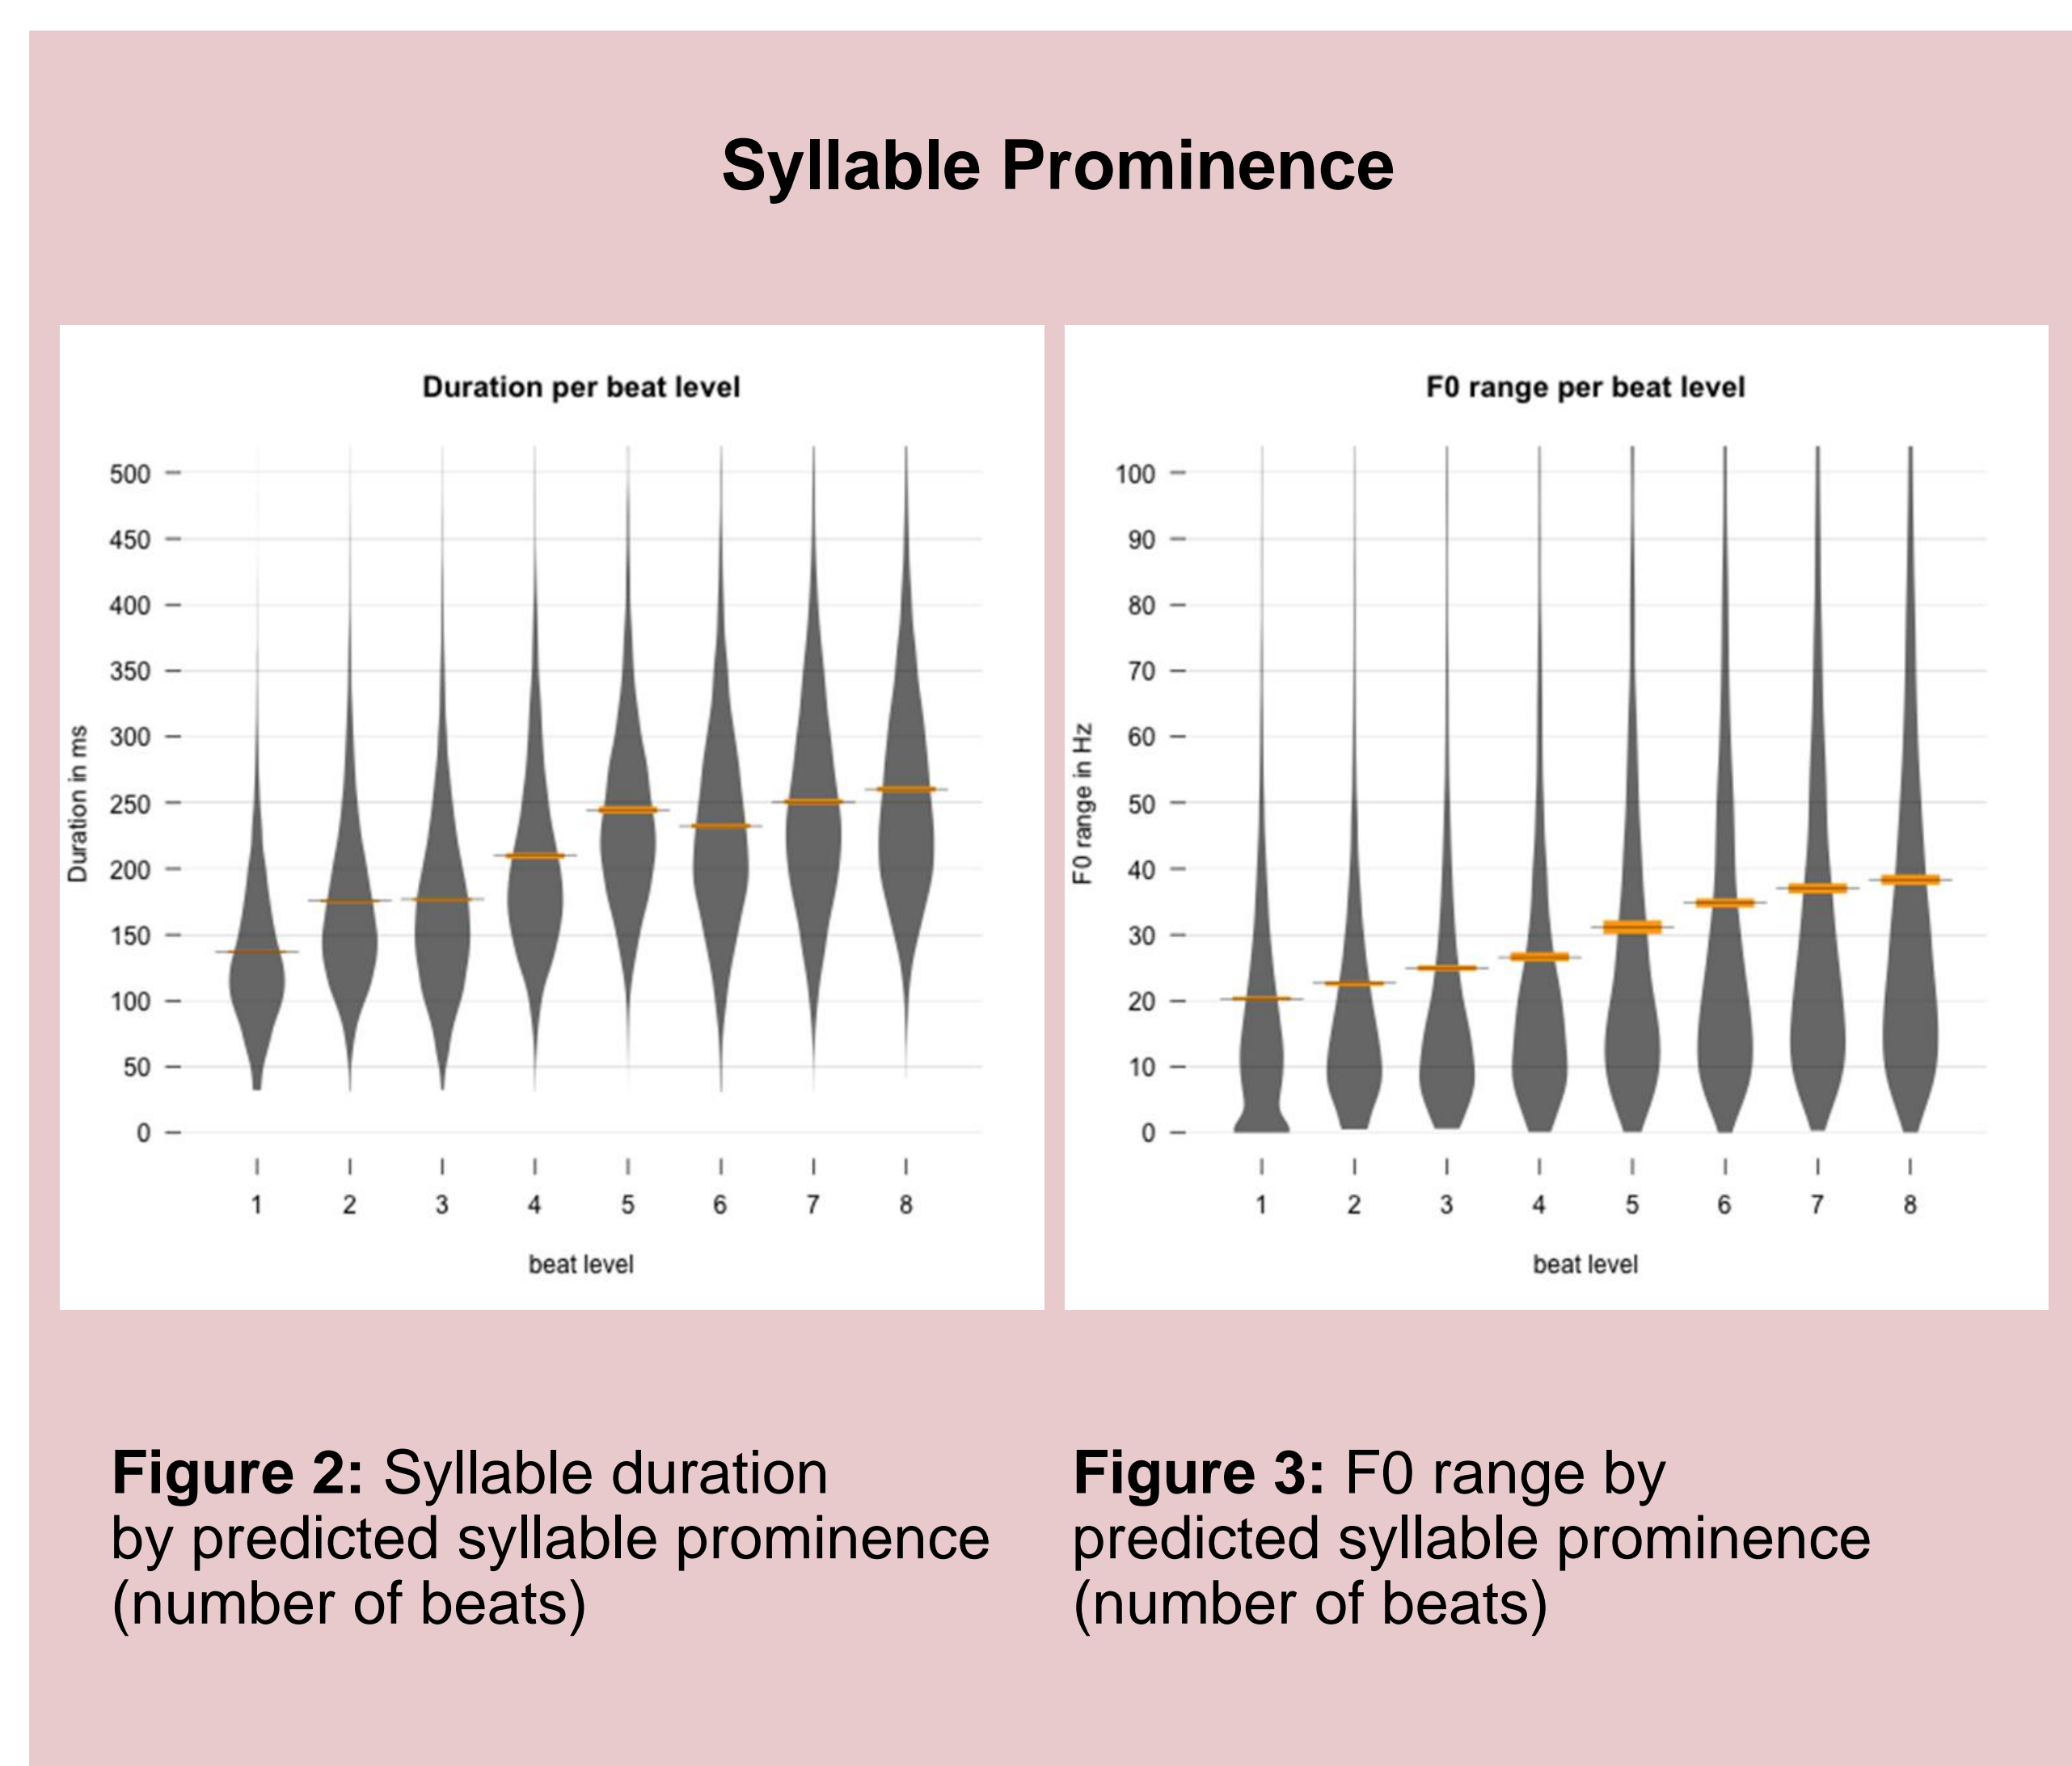 Syllable Prominence
Duration per beat level
500
450
400
350
300
250
200
150
100
50
0
Duration in ms
1 2 3 4 5 6 7 8
beat level
F0 range per beat level
100
90
80
70
60
50
40
30
20
10
0
F0 range in Hz
1 2 3 4 5 6 7 8
beat level
Figure 2: Syllable duration
by predicted syllable prominence
(number of beats)
Figure 3: F0 range by
predicted syllable prominence
(number of beats)